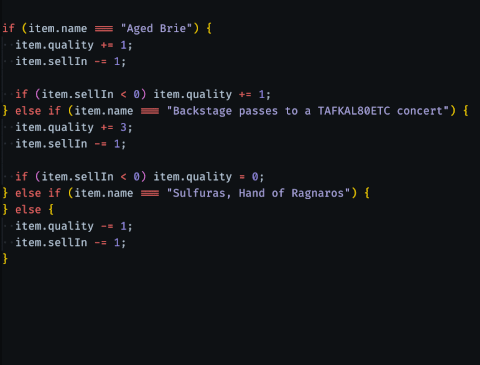 if (item.name === "Aged Brie") {
  item.quality += 1;
  item.sellIn -= 1;

  if (item.sellIn < 0) item.quality += 1;
} else if (item.name === "Backstage passes to a TAFKAL80ETC concert") {
  item.quality += 3;
  item.sellIn -= 1;

  if (item.sellIn < 0) item.quality = 0;
} else if (item.name === "Sulfuras, Hand of Ragnaros") {
} else {
  item.quality -= 1;
  item.sellIn -= 1;
}